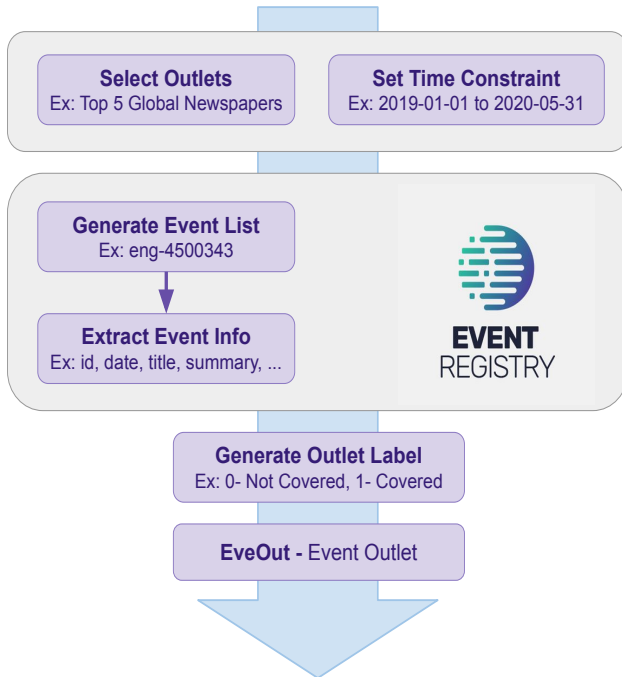 Select Outlets
Ex: Top 5 Global Newspapers
Set Time Constraint
Ex: 2019-01-01 to 2020-05-31
Generate Event List
Ex: eng-4500343
Extract Event Info
Ex: id, date, title, summary, ...
EVENT
REGISTRY
Generate Outlet Label
Ex: 0- Not Covered, 1- Covered
EveOut - Event Outlet